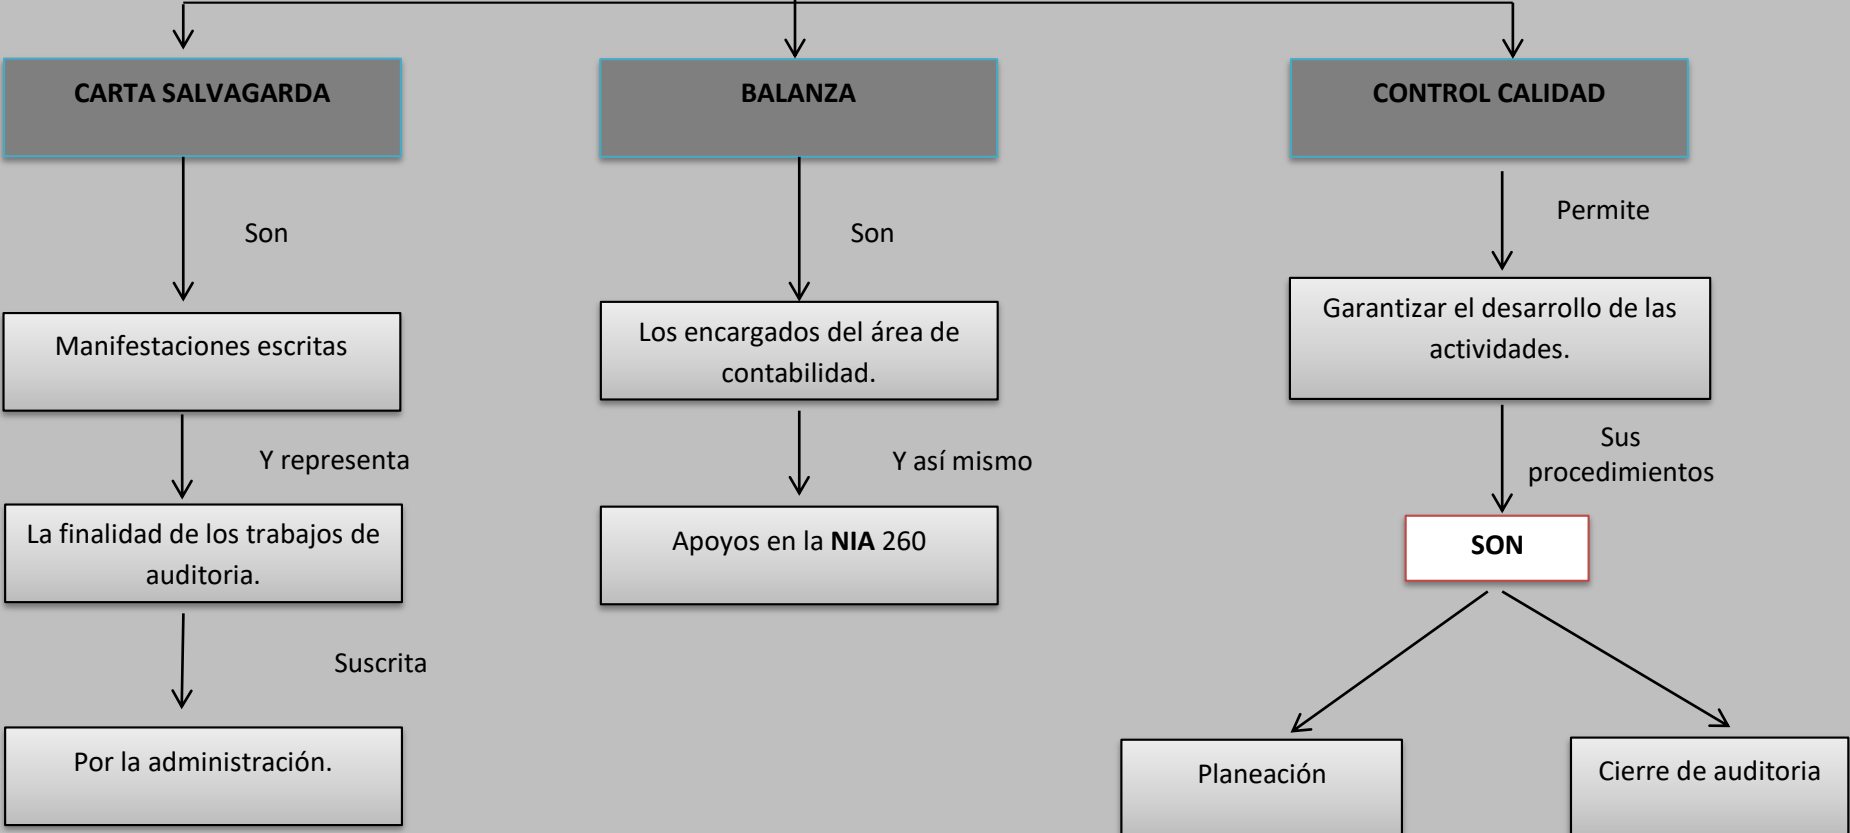 CARTA SALVAGARDA
BALANZA
CONTROL CALIDAD
Son
Son
Permite
Manifestaciones escritas
Los encargados del área de
contabilidad.
Garantizar el desarrollo de las
actividades.
Y representa
Y así mismo
Sus
procedimientos
La finalidad de los trabajos de
auditoria.
Apoyos en la NIA 260
SON
Suscrita
Por la administración.
Planeación
Cierre de auditoria